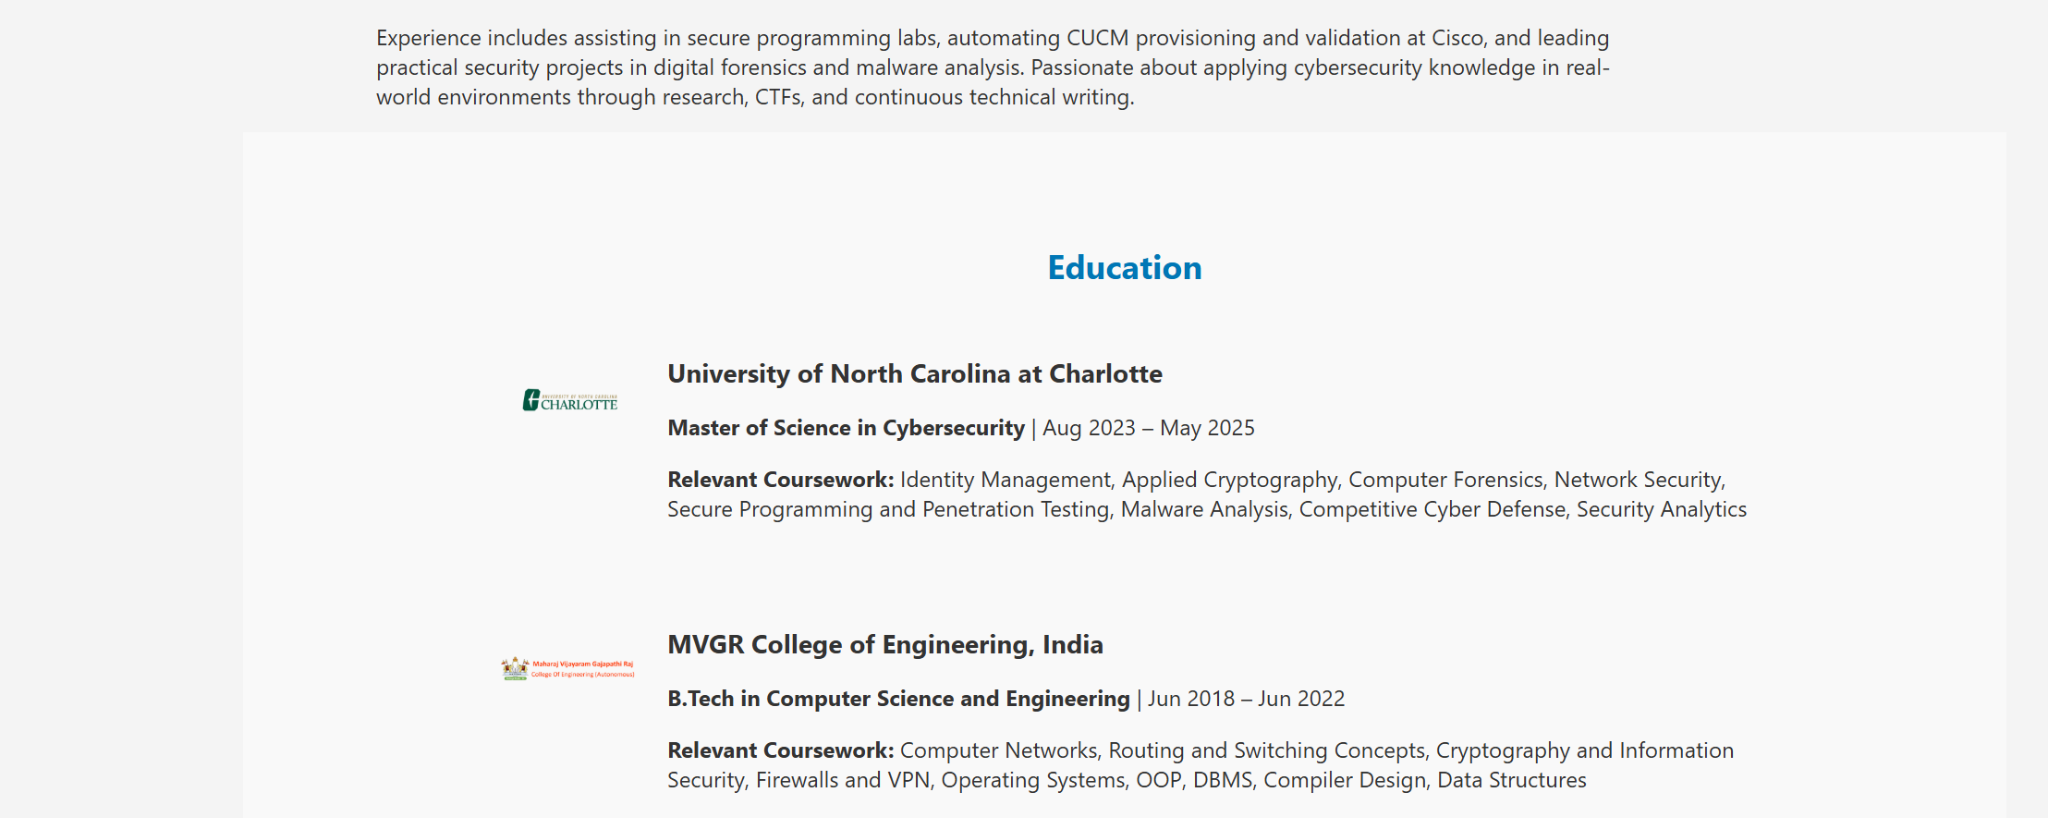 Experience includes assisting in secure programming labs, automating CUCM provisioning and validation at Cisco, and leading
practical security projects in digital forensics and malware analysis. Passionate about applying cybersecurity knowledge in real-
world environments through research, CTFs, and continuous technical writing.
Education
University of North Carolina at Charlotte
UNIVERSITY OF NORTH CAROLINA
CHARLOTTE
Master of Science in Cybersecurity | Aug 2023 – May 2025
Relevant Coursework: Identity Management, Applied Cryptography, Computer Forensics, Network Security,
Secure Programming and Penetration Testing, Malware Analysis, Competitive Cyber Defense, Security Analytics
MVGR College of Engineering, India
Maharaj Vijayaram Gajapathi Raj
College Of Engineering (Autonomous)
B.Tech in Computer Science and Engineering | Jun 2018 – Jun 2022
Relevant Coursework: Computer Networks, Routing and Switching Concepts, Cryptography and Information
Security, Firewalls and VPN, Operating Systems, OOP, DBMS, Compiler Design, Data Structures